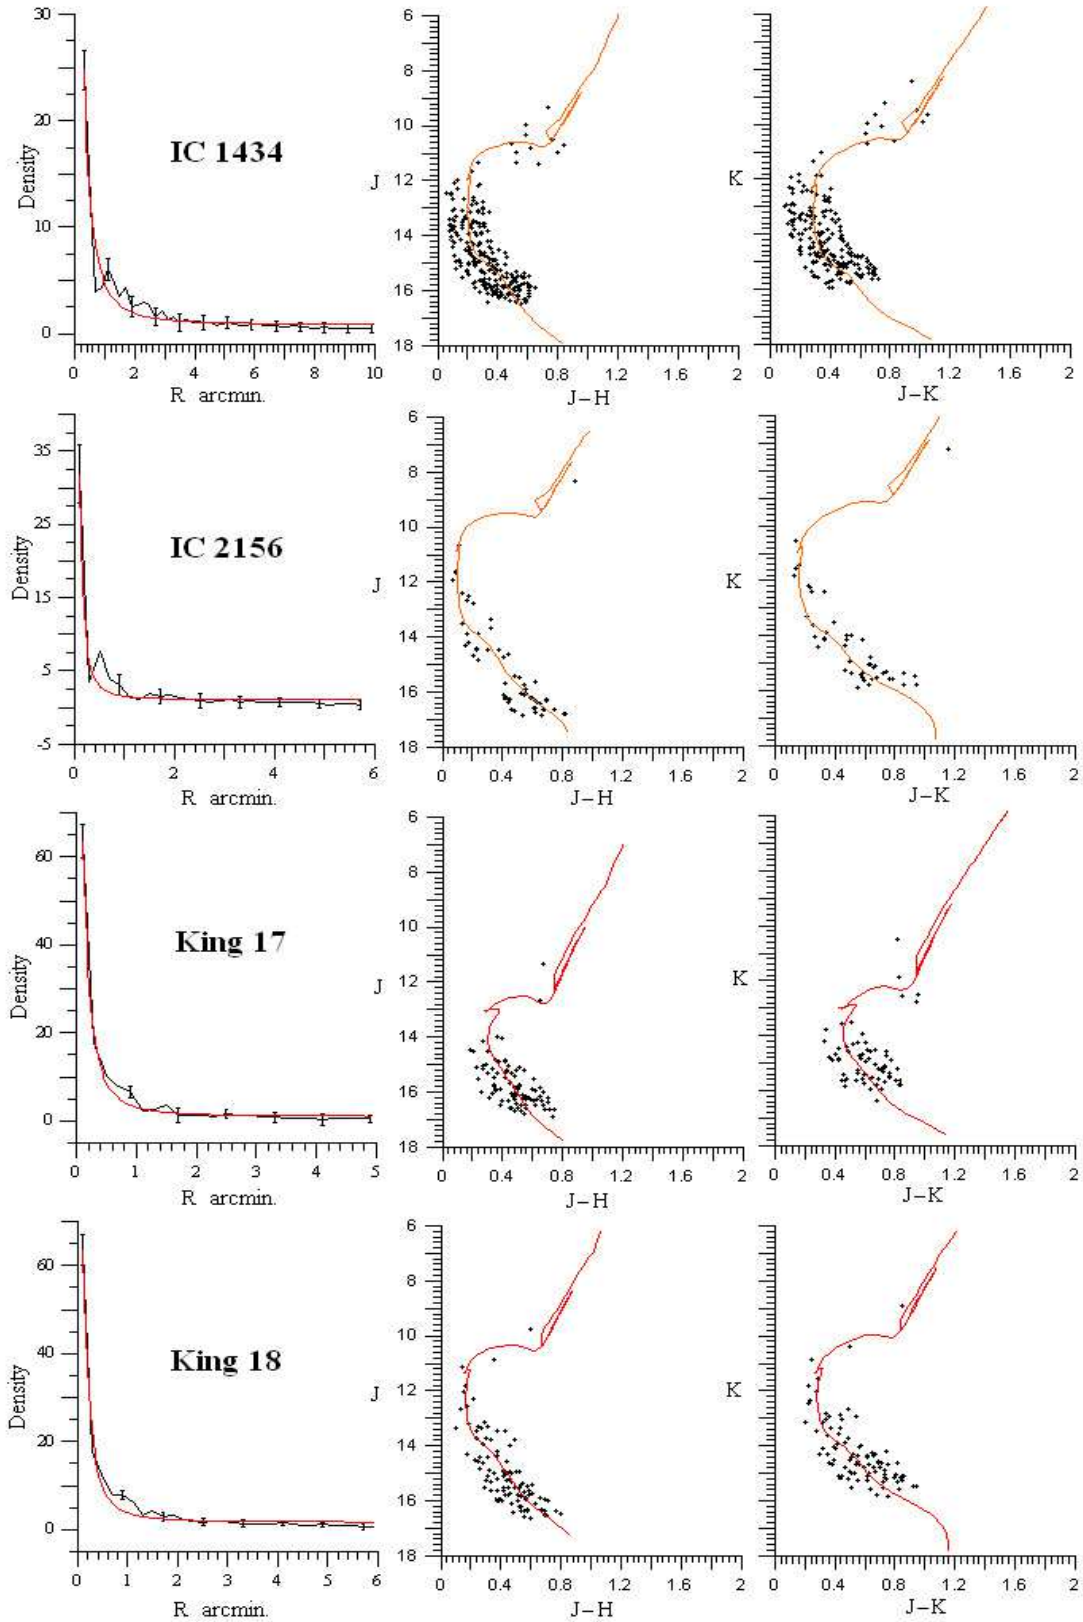 30
20
10
0
Density
IC 1434
0 2 4 6 8 10
R arcmin.
6
8
10
12
14
16
18
J
0 0.4 0.8 1.2 1.6 2
J-H
K
0 0.4 0.8 1.2 1.6 2
J-K
35
25
15
5
-5
Density
IC 2156
0 2 4 6
R arcmin.
6
8
10
12
14
16
18
J
0 0.4 0.8 1.2 1.6 2
J-H
K
0 0.4 0.8 1.2 1.6 2
J-K
60
40
20
0
Density
King 17
0 1 2 3 4 5
R arcmin.
6
8
10
12
14
16
18
J
0 0.4 0.8 1.2 1.6 2
J-H
K
0 0.4 0.8 1.2 1.6 2
J-K
60
40
20
0
Density
King 18
0 1 2 3 4 5 6
R arcmin.
6
8
10
12
14
16
18
J
0 0.4 0.8 1.2 1.6 2
J-H
K
0 0.4 0.8 1.2 1.6 2
J-K